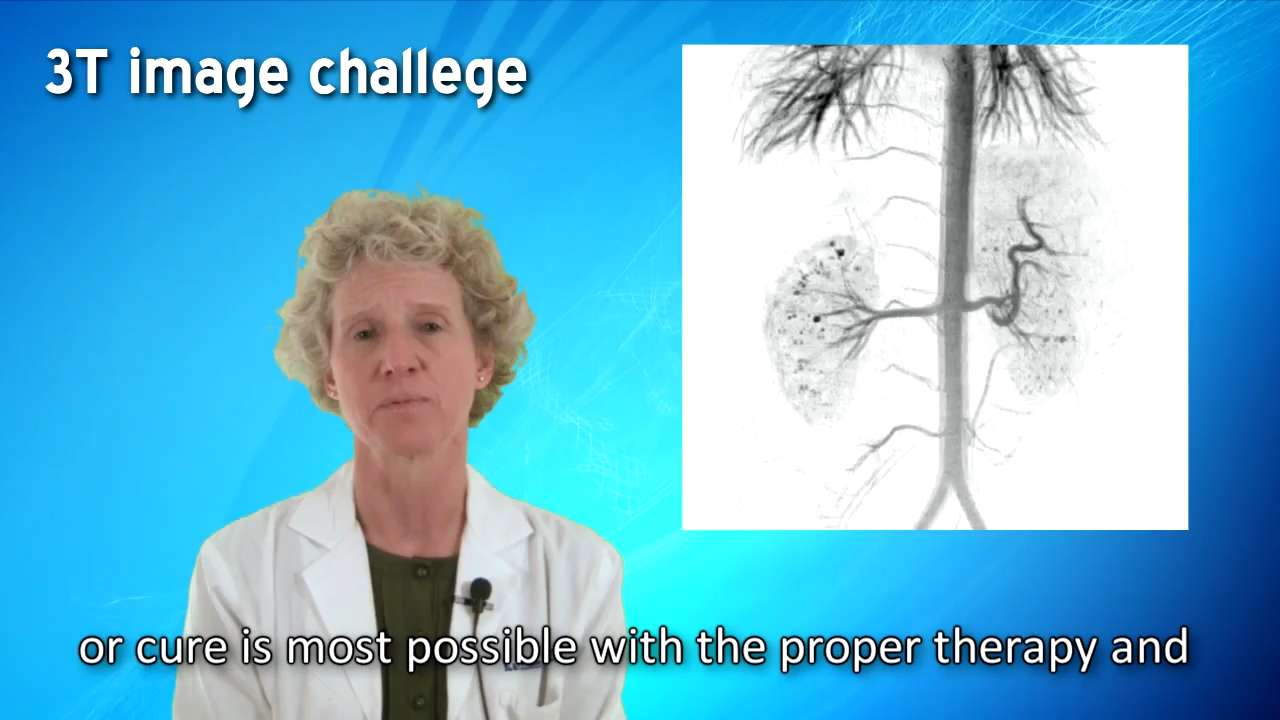 3T image challege
or cure is most possible with the proper therapy and